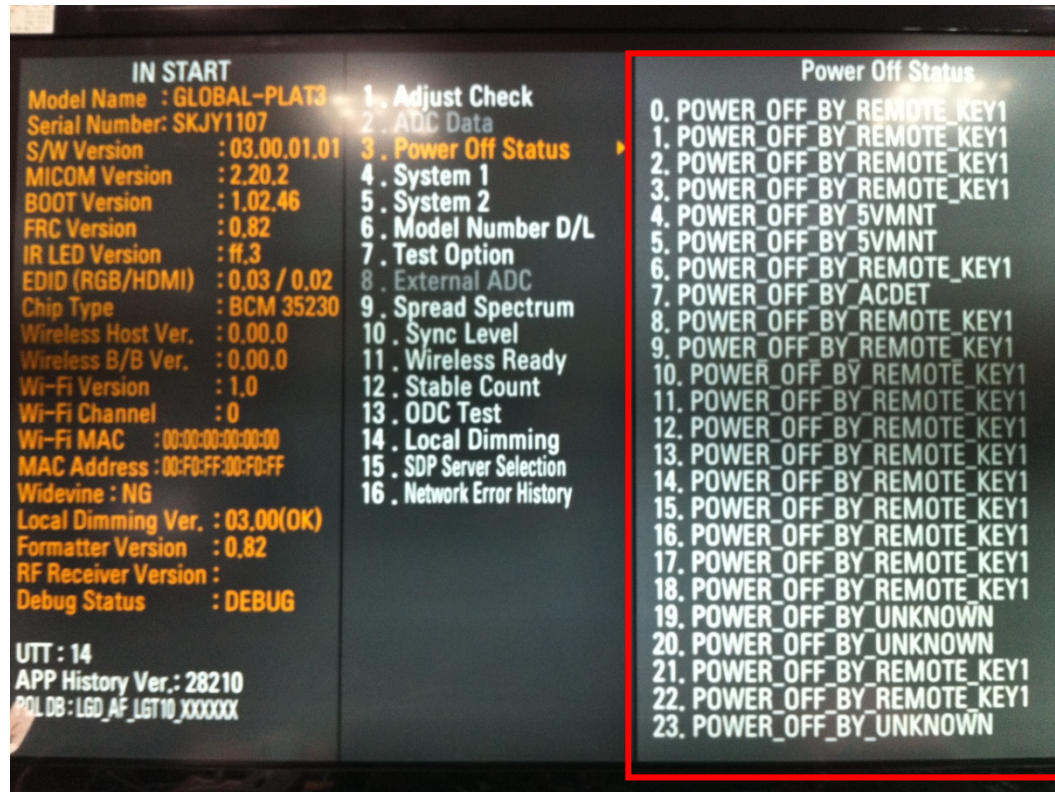 IN START
Model Name : GLOBAL-PLAT3
Serial Number: SKJY1107
S/W Version : 03.00.01.01
MICOM Version : 2.20.2
BOOT Version : 1.02.46
FRC Version : 0.82
IR LED Version : ff.3
EDID (RGB/HDMI) : 0.03 / 0.02
Chip Type : BCM 35230
Wireless Host Ver. : 0.00.0
Wireless B/B Ver. : 0.00.0
Wi-Fi Version : 1.0
Wi-Fi Channel : 0
Wi-Fi MAC : 00:00:00:00:00:00
MAC Address : 00:F0:FF:00:F0:FF
Widevine : NG
Local Dimming Ver. : 03.00(OK)
Formatter Version : 0.82
RF Receiver Version :
Debug Status : DEBUG
UTT : 14
APP History Ver.: 28210
PQL DB : LGD_AF_LGT10_XXXXXX
1 . Adjust Check
2 . ADC Data
3 . Power Off Status
4 . System 1
5 . System 2
6 . Model Number D/L
7 . Test Option
8 . External ADC
9 . Spread Spectrum
10 . Sync Level
11 . Wireless Ready
12 . Stable Count
13 . ODC Test
14 . Local Dimming
15 . SDP Server Selection
16 . Network Error History
Power Off Status
0. POWER_OFF_BY_REMOTE_KEY1
1. POWER_OFF_BY_REMOTE_KEY1
2. POWER_OFF_BY_REMOTE_KEY1
3. POWER_OFF_BY_REMOTE_KEY1
4. POWER_OFF_BY_5VMNT
5. POWER_OFF_BY_5VMNT
6. POWER_OFF_BY_REMOTE_KEY1
7. POWER_OFF_BY_ACDET
8. POWER_OFF_BY_REMOTE_KEY1
9. POWER_OFF_BY_REMOTE_KEY1
10. POWER_OFF_BY_REMOTE_KEY1
11. POWER_OFF_BY_REMOTE_KEY1
12. POWER_OFF_BY_REMOTE_KEY1
13. POWER_OFF_BY_REMOTE_KEY1
14. POWER_OFF_BY_REMOTE_KEY1
15. POWER_OFF_BY_REMOTE_KEY1
16. POWER_OFF_BY_REMOTE_KEY1
17. POWER_OFF_BY_REMOTE_KEY1
18. POWER_OFF_BY_REMOTE_KEY1
19. POWER_OFF_BY_UNKNOWN
20. POWER_OFF_BY_UNKNOWN
21. POWER_OFF_BY_REMOTE_KEY1
22. POWER_OFF_BY_REMOTE_KEY1
23. POWER_OFF_BY_UNKNOWN